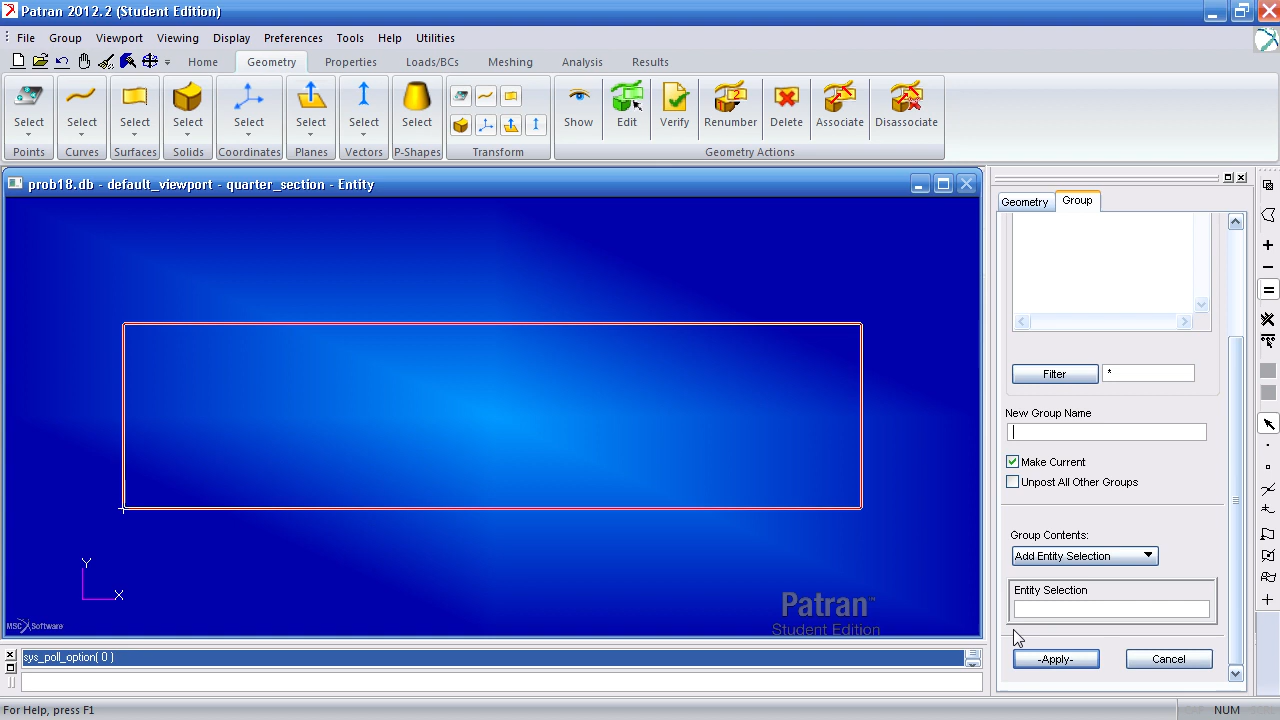 Patran 2012.2 (Student Edition)
File Group Viewport Viewing Display Preferences Tools Help Utilities
Home Geometry Properties Loads/BCs Meshing Analysis Results
Select Select Select Select Select Select Select Select Show Edit Verify Renumber Delete Associate Disassociate
Points Curves Surfaces Solids Coordinates Planes Vectors P-Shapes Transform Geometry Actions
prob18.db - default_viewport - quarter_section - Entity
Geometry Group
Filter *
New Group Name
Make Current
Unpost All Other Groups
Group Contents:
Add Entity Selection
Entity Selection
-Apply- Cancel
Y
X
Patran™
Student Edition
MSC Software
sys_poll_option( 0 )
For Help, press F1
NUM